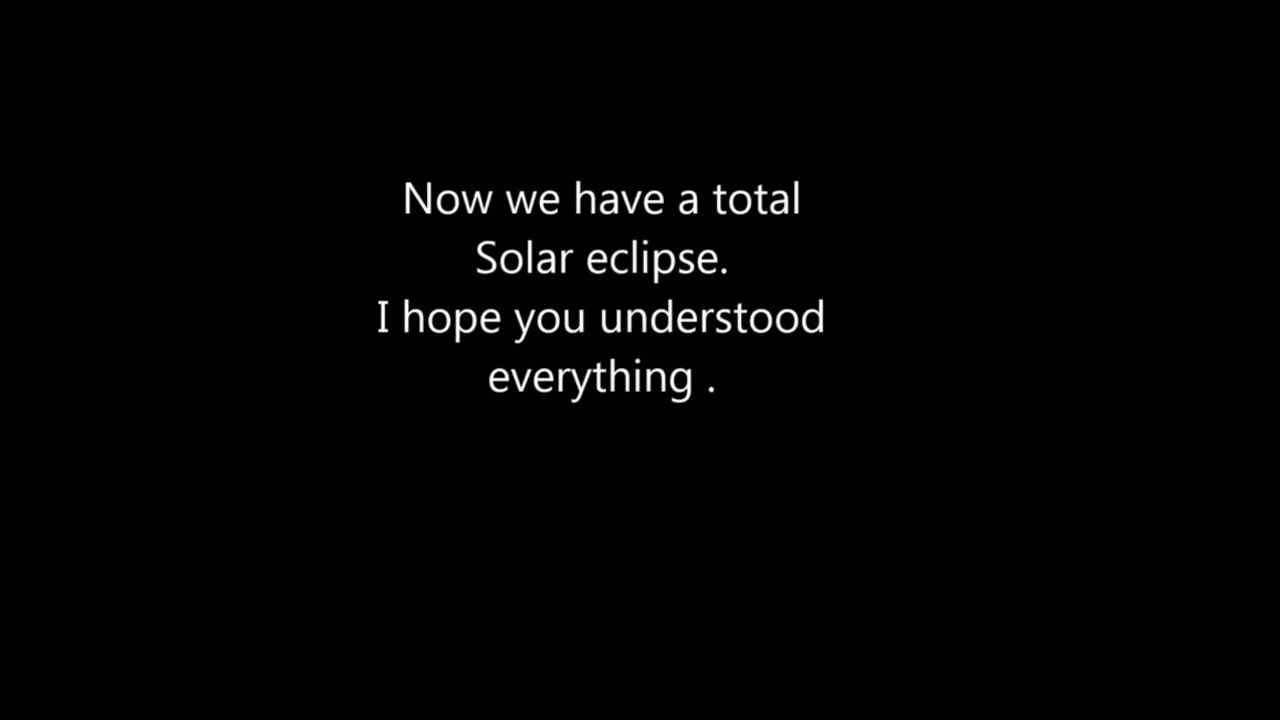 Now we have a total
Solar eclipse.
I hope you understood
everything .